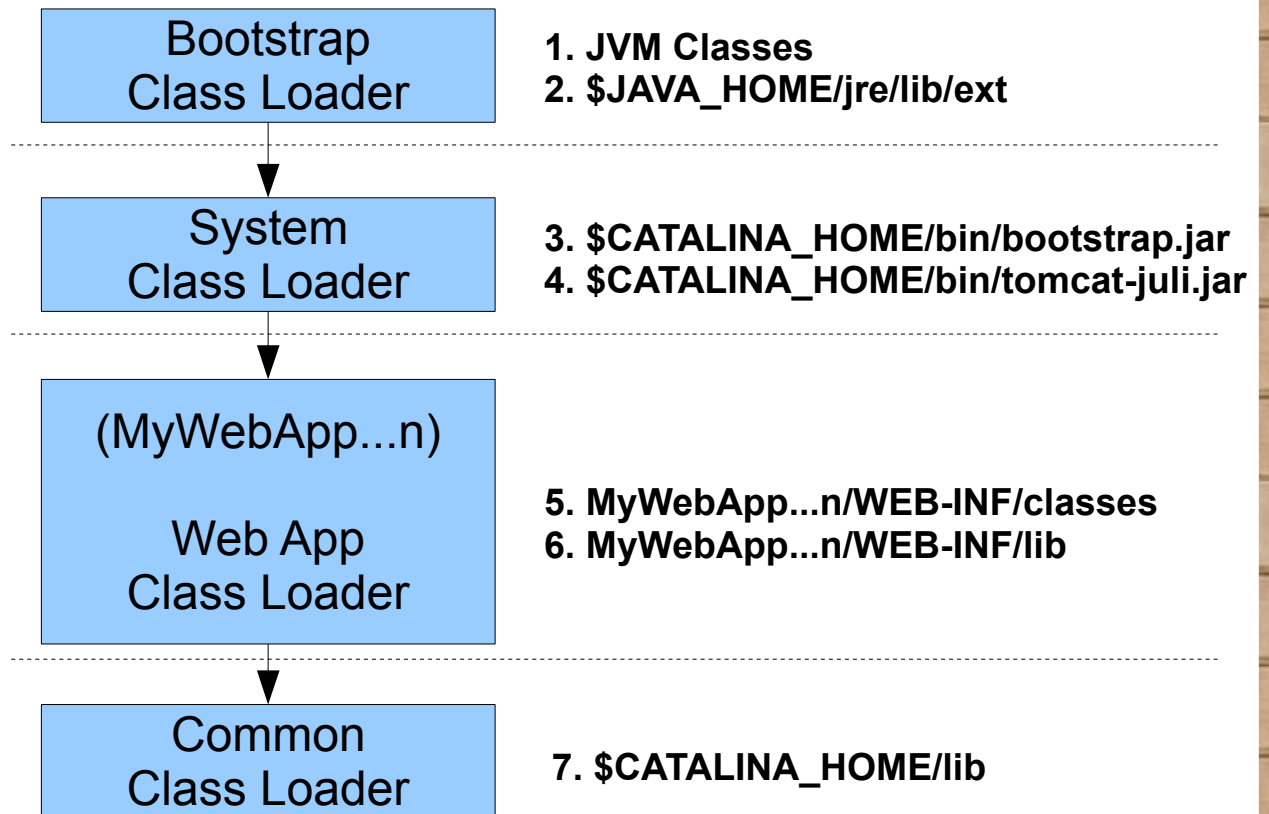 Bootstrap
Class Loader
1. JVM Classes
2. $JAVA_HOME/jre/lib/ext
System
Class Loader
3. $CATALINA_HOME/bin/bootstrap.jar
4. $CATALINA_HOME/bin/tomcat-juli.jar
(MyWebApp...n)
Web App
Class Loader
5. MyWebApp...n/WEB-INF/classes
6. MyWebApp...n/WEB-INF/lib
Common
Class Loader
7. $CATALINA_HOME/lib